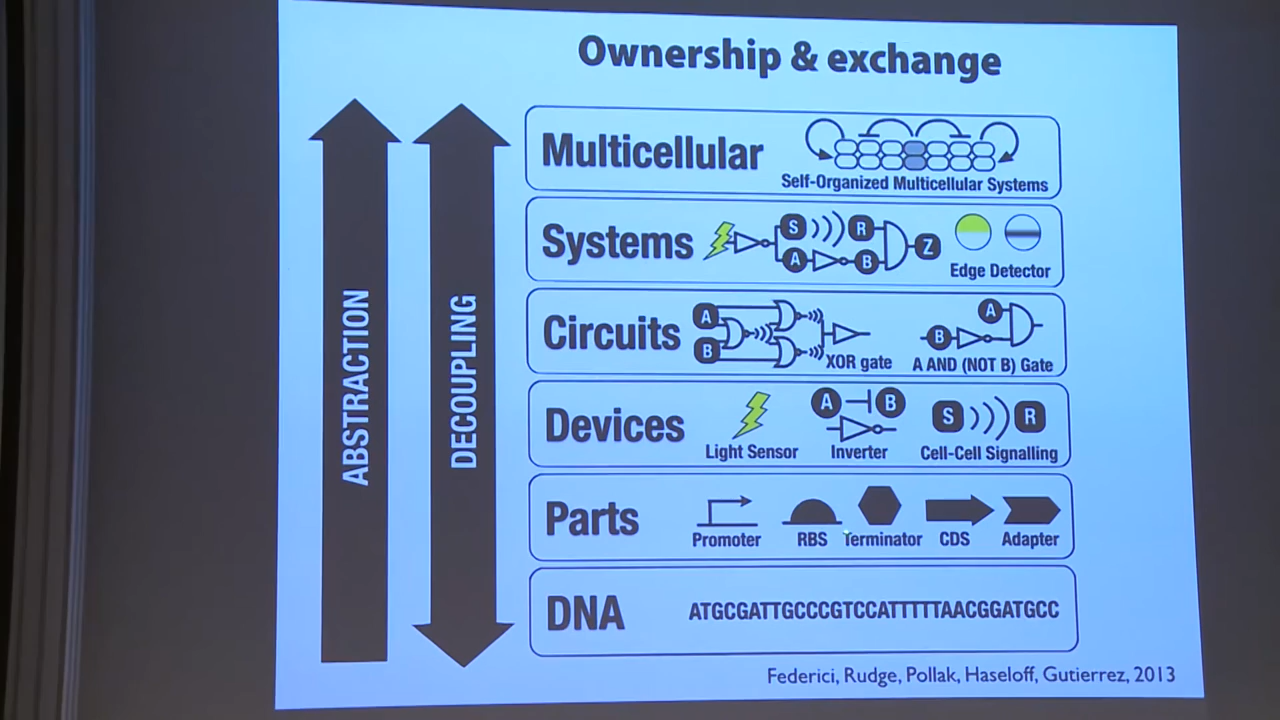 Ownership & exchange
ABSTRACTION
DECOUPLING
Multicellular
Self-Organized Multicellular Systems
Systems
S R
A B Z
Edge Detector
Circuits
A
B
XOR gate
A
B
A AND (NOT B) Gate
Devices
Light Sensor
A B
Inverter
S R
Cell-Cell Signalling
Parts
Promoter
RBS
Terminator
CDS
Adapter
DNA
ATGCGATTGCCCGTCCATTTTTAACGGATGCC
Federici, Rudge, Pollak, Haseloff, Gutierrez, 2013